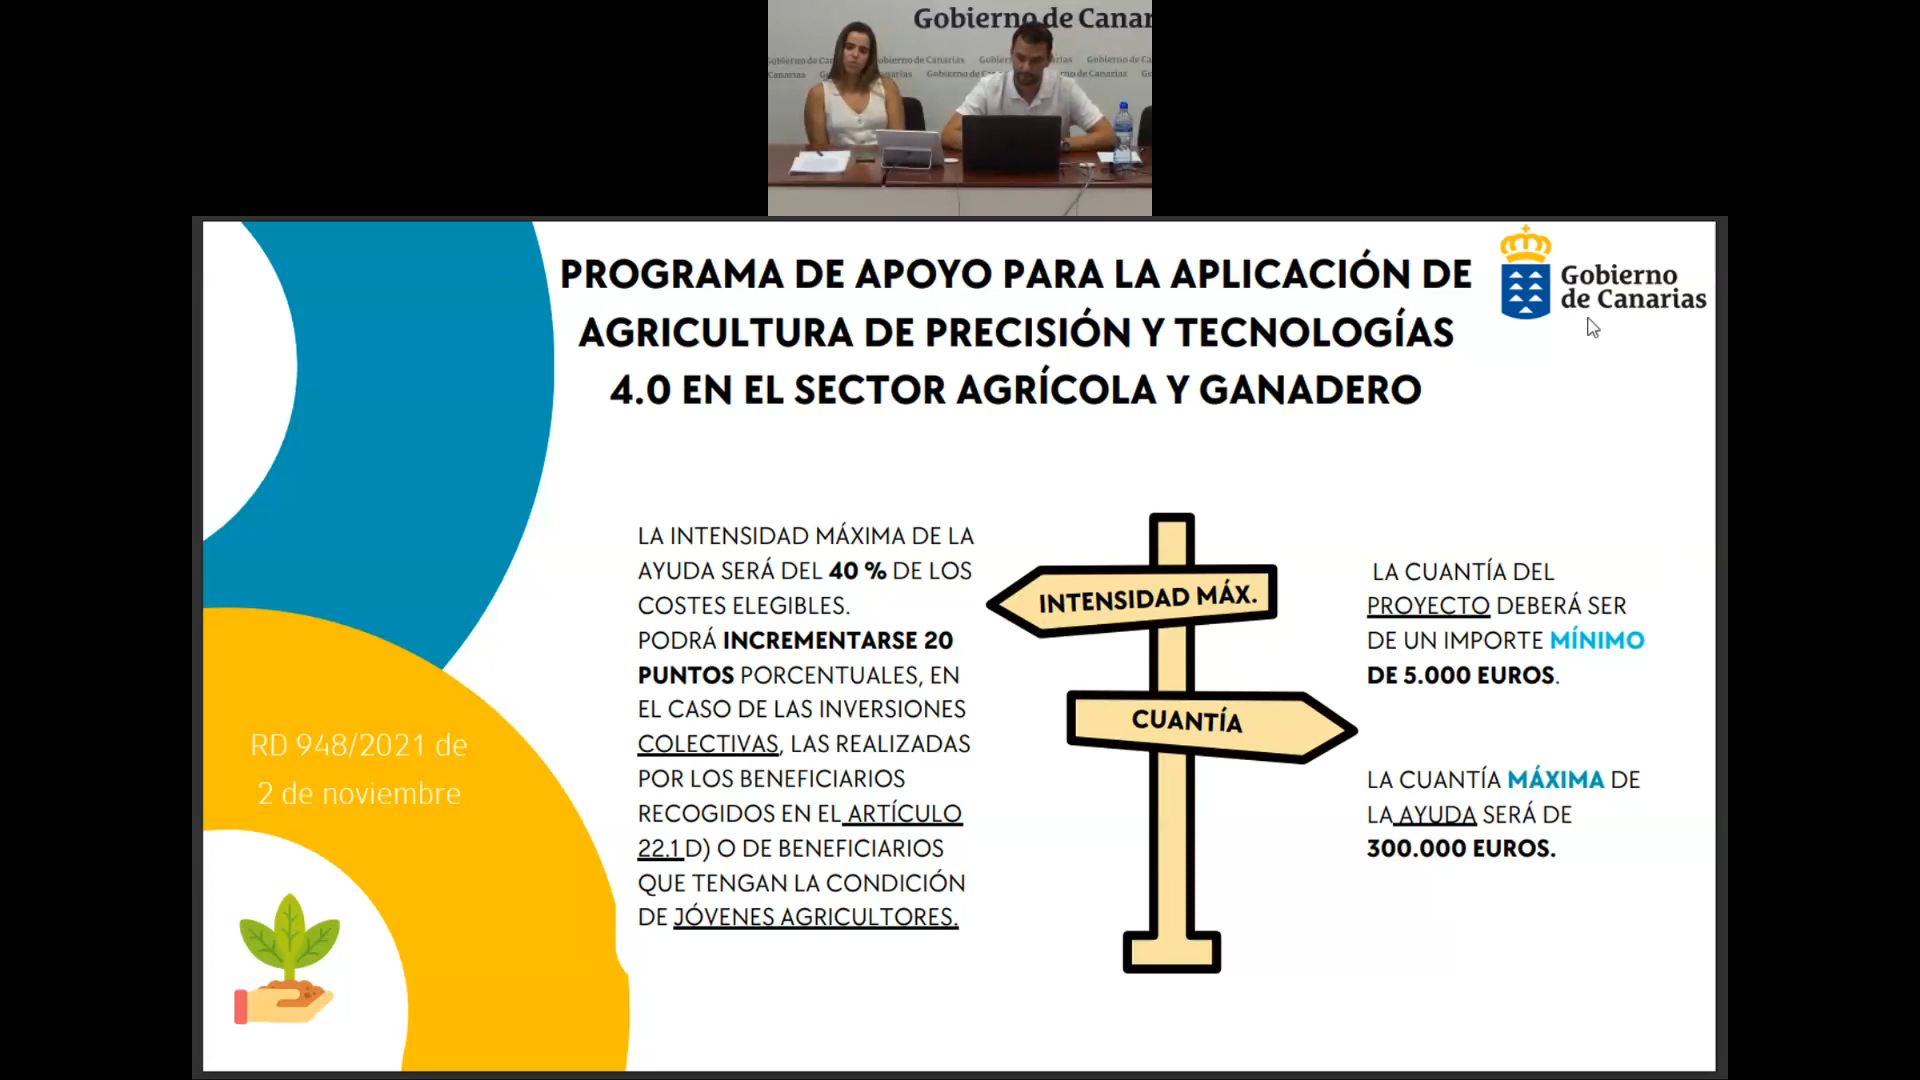 Gobierno de Canar
Gobierno de Canarias
PROGRAMA DE APOYO PARA LA APLICACIÓN DE
AGRICULTURA DE PRECISIÓN Y TECNOLOGÍAS
4.0 EN EL SECTOR AGRÍCOLA Y GANADERO
Gobierno
de Canarias
LA INTENSIDAD MÁXIMA DE LA
AYUDA SERÁ DEL 40 % DE LOS
COSTES ELEGIBLES.
PODRÁ INCREMENTARSE 20
PUNTOS PORCENTUALES, EN
EL CASO DE LAS INVERSIONES
COLECTIVAS, LAS REALIZADAS
POR LOS BENEFICIARIOS
RECOGIDOS EN EL ARTÍCULO
22.1 D) O DE BENEFICIARIOS
QUE TENGAN LA CONDICIÓN
DE JÓVENES AGRICULTORES.
INTENSIDAD MÁX.
CUANTÍA
LA CUANTÍA DEL
PROYECTO DEBERÁ SER
DE UN IMPORTE MÍNIMO
DE 5.000 EUROS.
LA CUANTÍA MÁXIMA DE
LA AYUDA SERÁ DE
300.000 EUROS.
RD 948/2021 de
2 de noviembre